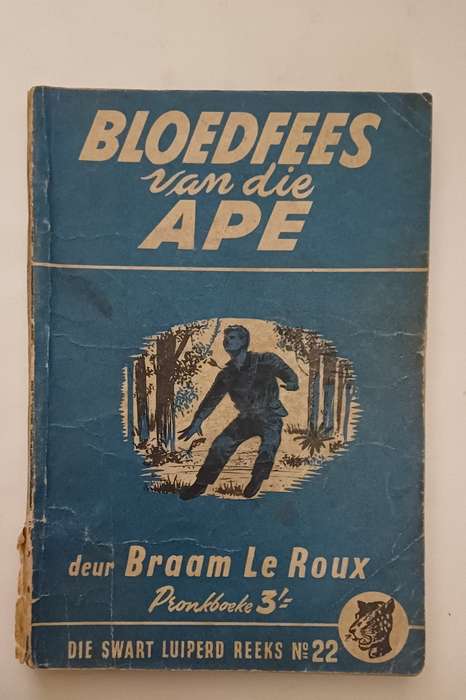 BLOEDFEES
van die
APE
deur Braam Le Roux
Pronkboeke 3/-
DIE SWART LUIPERD REEKS Nº 22